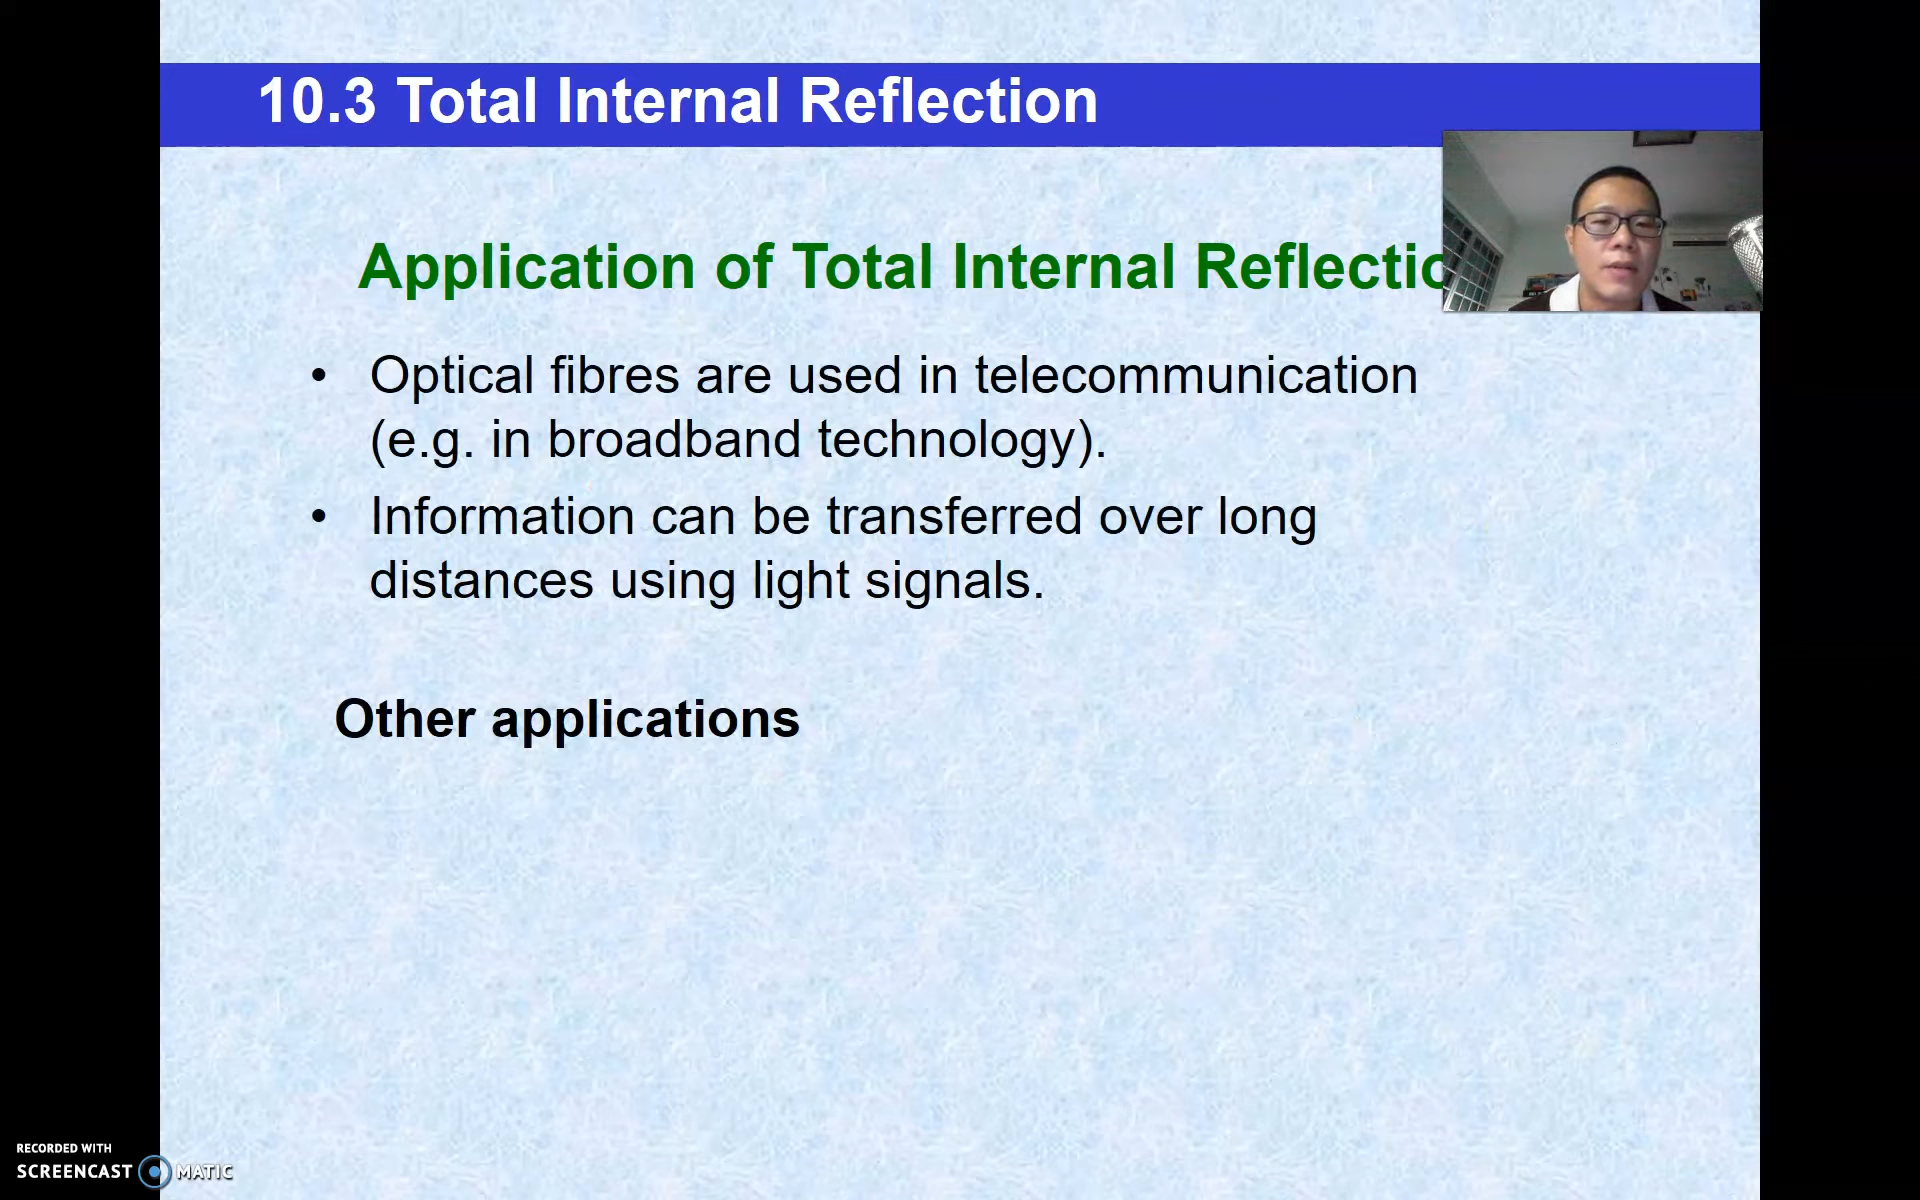 10.3 Total Internal Reflection
Application of Total Internal Reflectio
• Optical fibres are used in telecommunication
(e.g. in broadband technology).
• Information can be transferred over long
distances using light signals.
Other applications
RECORDED WITH
SCREENCAST MATIC